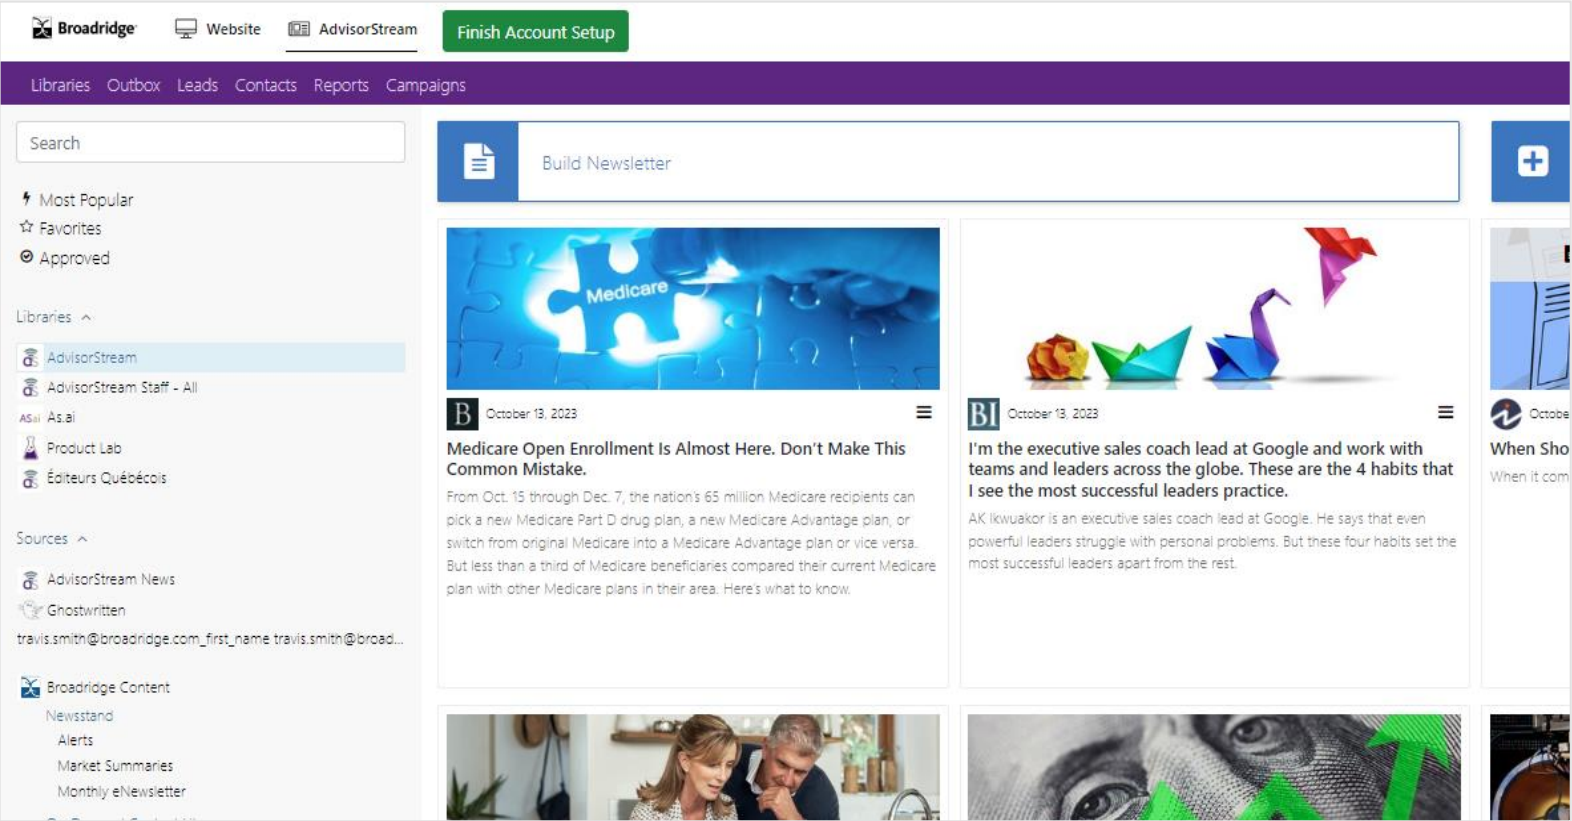 Broadridge
Website
AdvisorStream
Finish Account Setup
Libraries Outbox Leads Contacts Reports Campaigns
Search
Most Popular
Favorites
Approved
Libraries
AdvisorStream
AdvisorStream Staff - All
ASai As.ai
Product Lab
Éditeurs Québécois
Sources
AdvisorStream News
Ghostwritten
travis.smith@broadridge.com_first_name travis.smith@broad...
Broadridge Content
Newsstand
Alerts
Market Summaries
Monthly eNewsletter
Build Newsletter
Medicare
B October 13, 2023
Medicare Open Enrollment Is Almost Here. Don't Make This
Common Mistake.
From Oct. 15 through Dec. 7, the nation's 65 million Medicare recipients can
pick a new Medicare Part D drug plan, a new Medicare Advantage plan, or
switch from original Medicare into a Medicare Advantage plan or vice versa.
But less than a third of Medicare beneficiaries compared their current Medicare
plan with other Medicare plans in their area. Here's what to know.
BI October 13, 2023
I'm the executive sales coach lead at Google and work with
teams and leaders across the globe. These are the 4 habits that
I see the most successful leaders practice.
AK Ikwuakor is an executive sales coach lead at Google. He says that even
powerful leaders struggle with personal problems. But these four habits set the
most successful leaders apart from the rest.
Octobe
When Sho
When it com